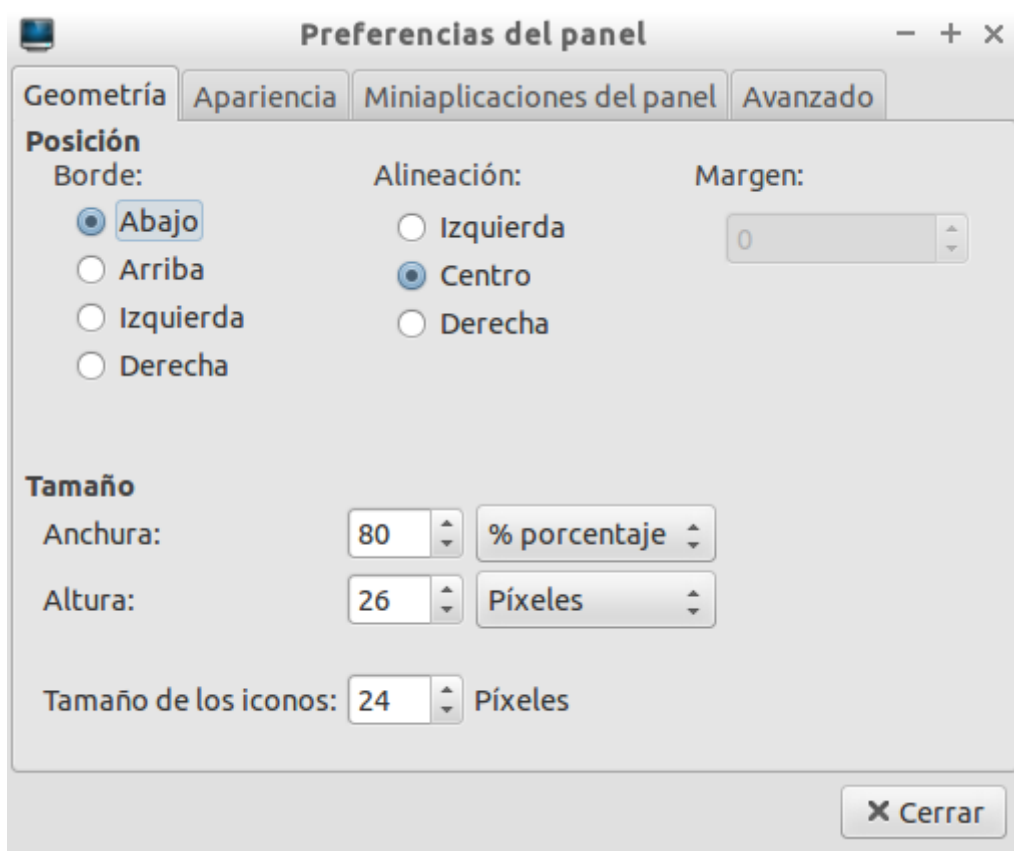 Preferencias del panel
Geometría Apariencia Miniaplicaciones del panel Avanzado
Posición
Borde: Alineación: Margen:
Abajo Izquierda 0
Arriba Centro
Izquierda Derecha
Derecha
Tamaño
Anchura: 80 % porcentaje
Altura: 26 Píxeles
Tamaño de los iconos: 24 Píxeles
Cerrar